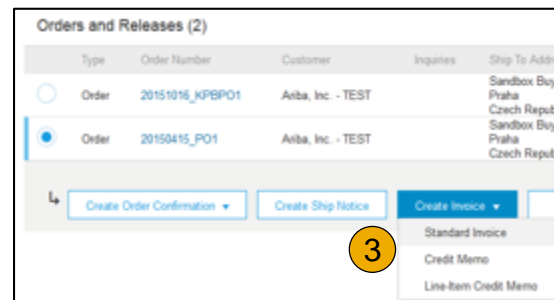 Orders and Releases (2)
Type Order Number Customer Inquiries Ship To Addr
Order 20151016_KPBPO1 Ariba, Inc. - TEST Sandbox Buy
Praha
Czech Repub
Order 20150415_PO1 Ariba, Inc. - TEST Sandbox Buy
Praha
Czech Repub
Create Order Confirmation Create Ship Notice Create Invoice
3
Standard Invoice
Credit Memo
Line-Item Credit Memo